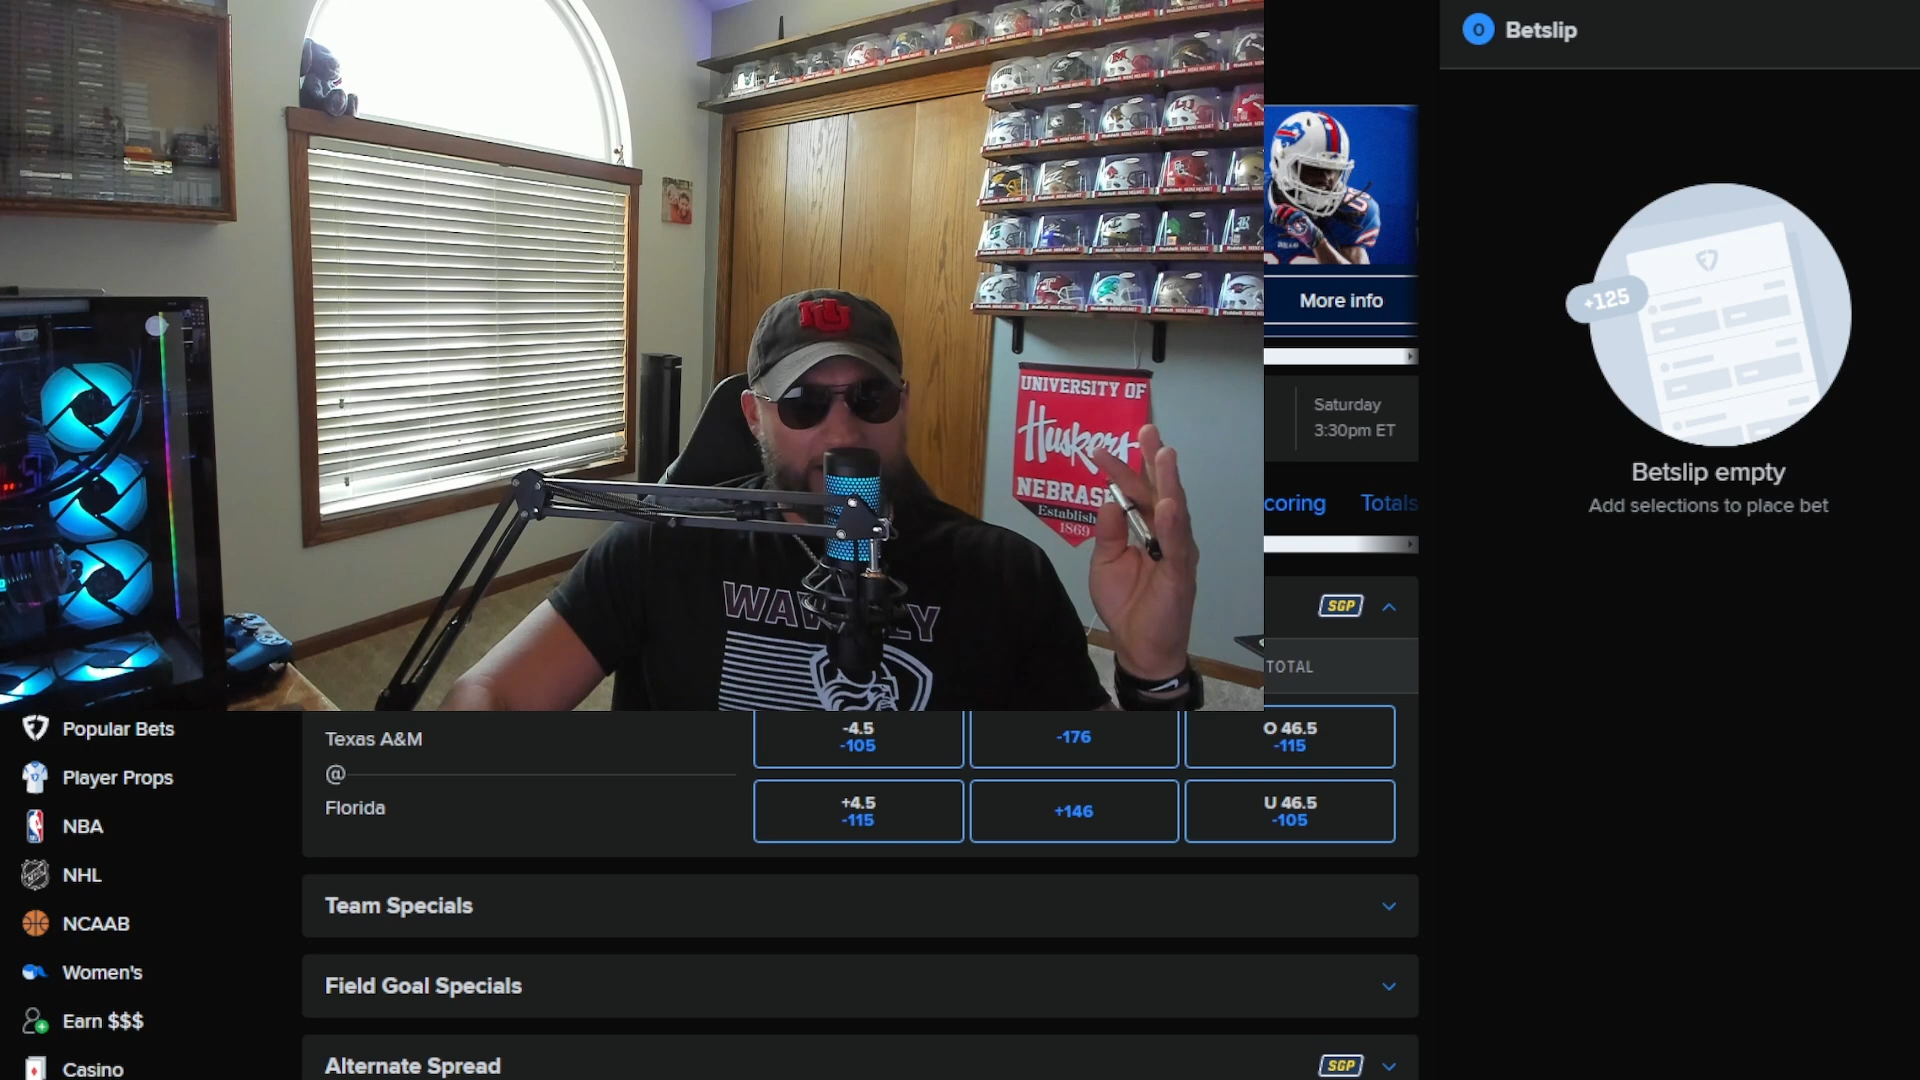 0 Betslip
More info
+125
Saturday
3:30pm ET
Betslip empty
Add selections to place bet
UNIVERSITY OF
Huskers
NEBRAS
Establish
1869
coring Totals
SGP
TOTAL
Popular Bets
Player Props
NBA
NHL
NCAAB
Women's
Earn $$$
Casino
Texas A&M
@
Florida
-4.5
-105
-176
O 46.5
-115
+4.5
-115
+146
U 46.5
-105
Team Specials
Field Goal Specials
Alternate Spread
SGP